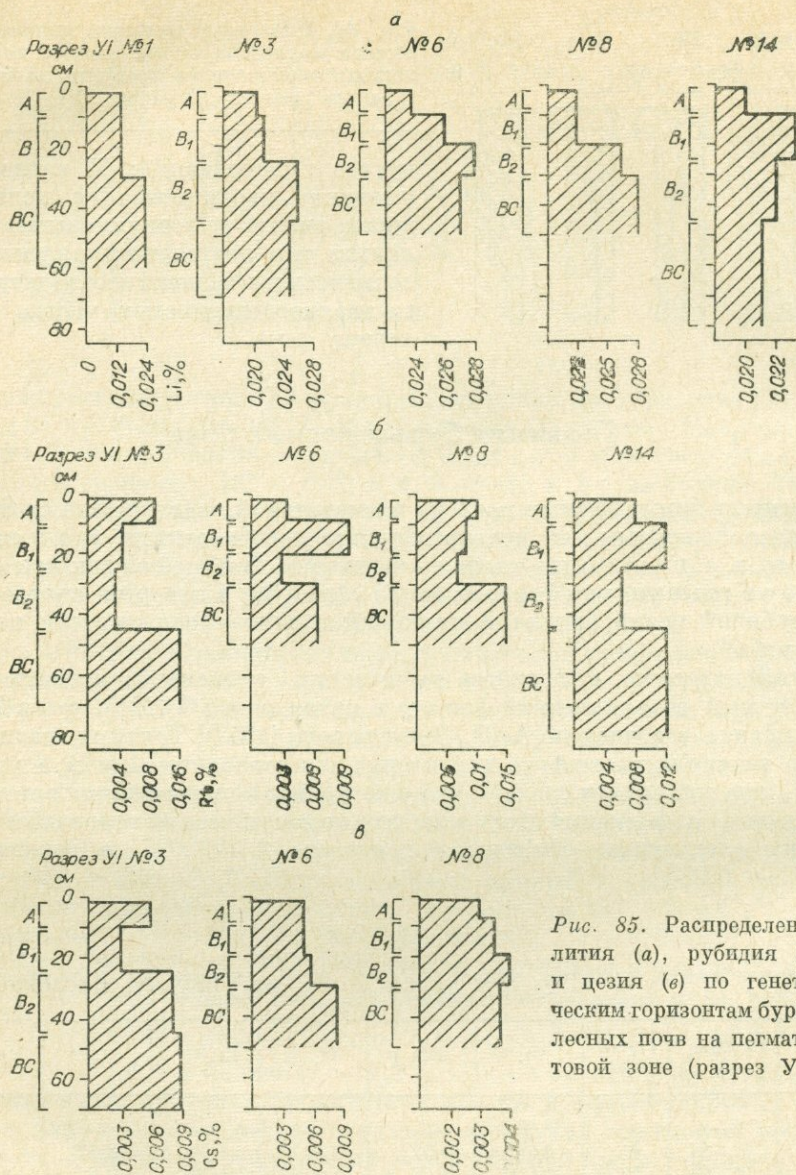 а
Разрез УI №1 №3 №6 №8 №14
см
0
20
40
60
80
A
B
BC
A
B₁
B₂
BC
A
B₁
B₂
BC
A
B₁
B₂
BC
A
B₁
B₂
BC
0 0,012 0,024
Li,%
0,020 0,024 0,028
0,024 0,026 0,028
0,025 0,026
0,020 0,022
б
Разрез УI №3 №6 №8 №14
см
0
20
40
60
80
A
B₁
B₂
BC
A
B₁
B₂
BC
A
B₁
B₂
BC
A
B₁
B₂
BC
0,004 0,008 0,016
Rb,%
0,003 0,009
0,005 0,01 0,015
0,004 0,008 0,012
в
Разрез УI №3 №6 №8
см
0
20
40
60
A
B₁
B₂
BC
A
B₁
B₂
BC
A
B₁
B₂
BC
0,003 0,006 0,009
Cs,%
0,003 0,006 0,009
0,002 0,003 0,004
Рис. 85. Распределен
лития (а), рубидия
и цезия (в) по генет
ческим горизонтам бур
лесных почв на пегмат
товой зоне (разрез У